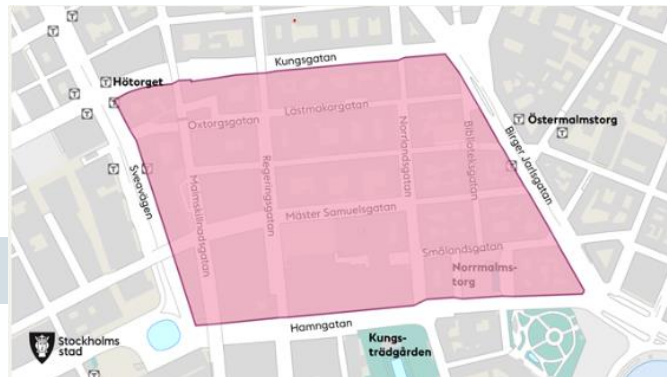 Kungsgatan
Hötorget
Lästmakargatan
Oxtorgsgatan
Östermalmstorg
Norrlandsgatan
Biblioteksgatan
Birger Jarlsgatan
Sveavägen
Malmskillnadsgatan
Regeringsgatan
Mäster Samuelsgatan
Smålandsgatan
Norrmalms-
torg
Hamngatan
Kungs-
trädgården
Stockholms
stad